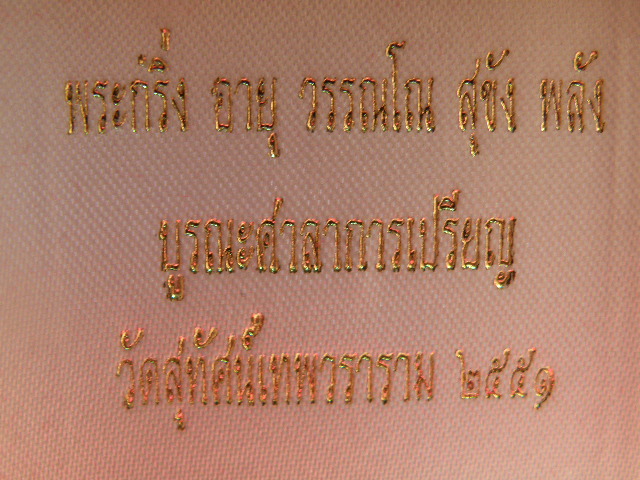 พระกริ่ง อายุ วรรณโณ สุขัง พลัง
บูรณะศาลาการเปรียญ
วัดสุทัศน์เทพวราราม ๒๕๕๑